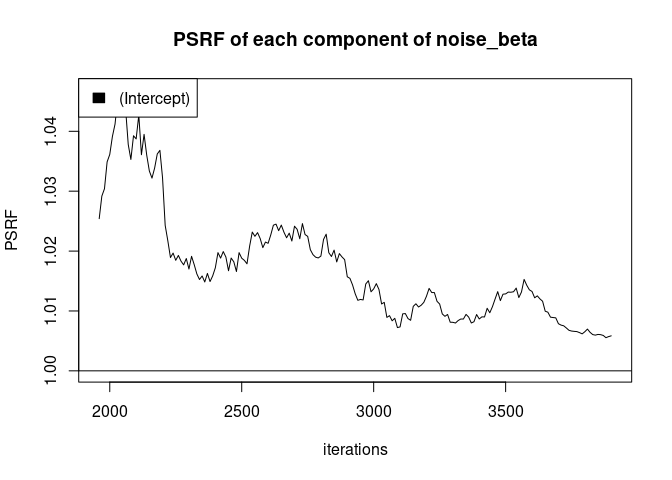 PSRF of each component of noise_beta
(Intercept)
PSRF
1.04
1.03
1.02
1.01
1.00
2000 2500 3000 3500
iterations